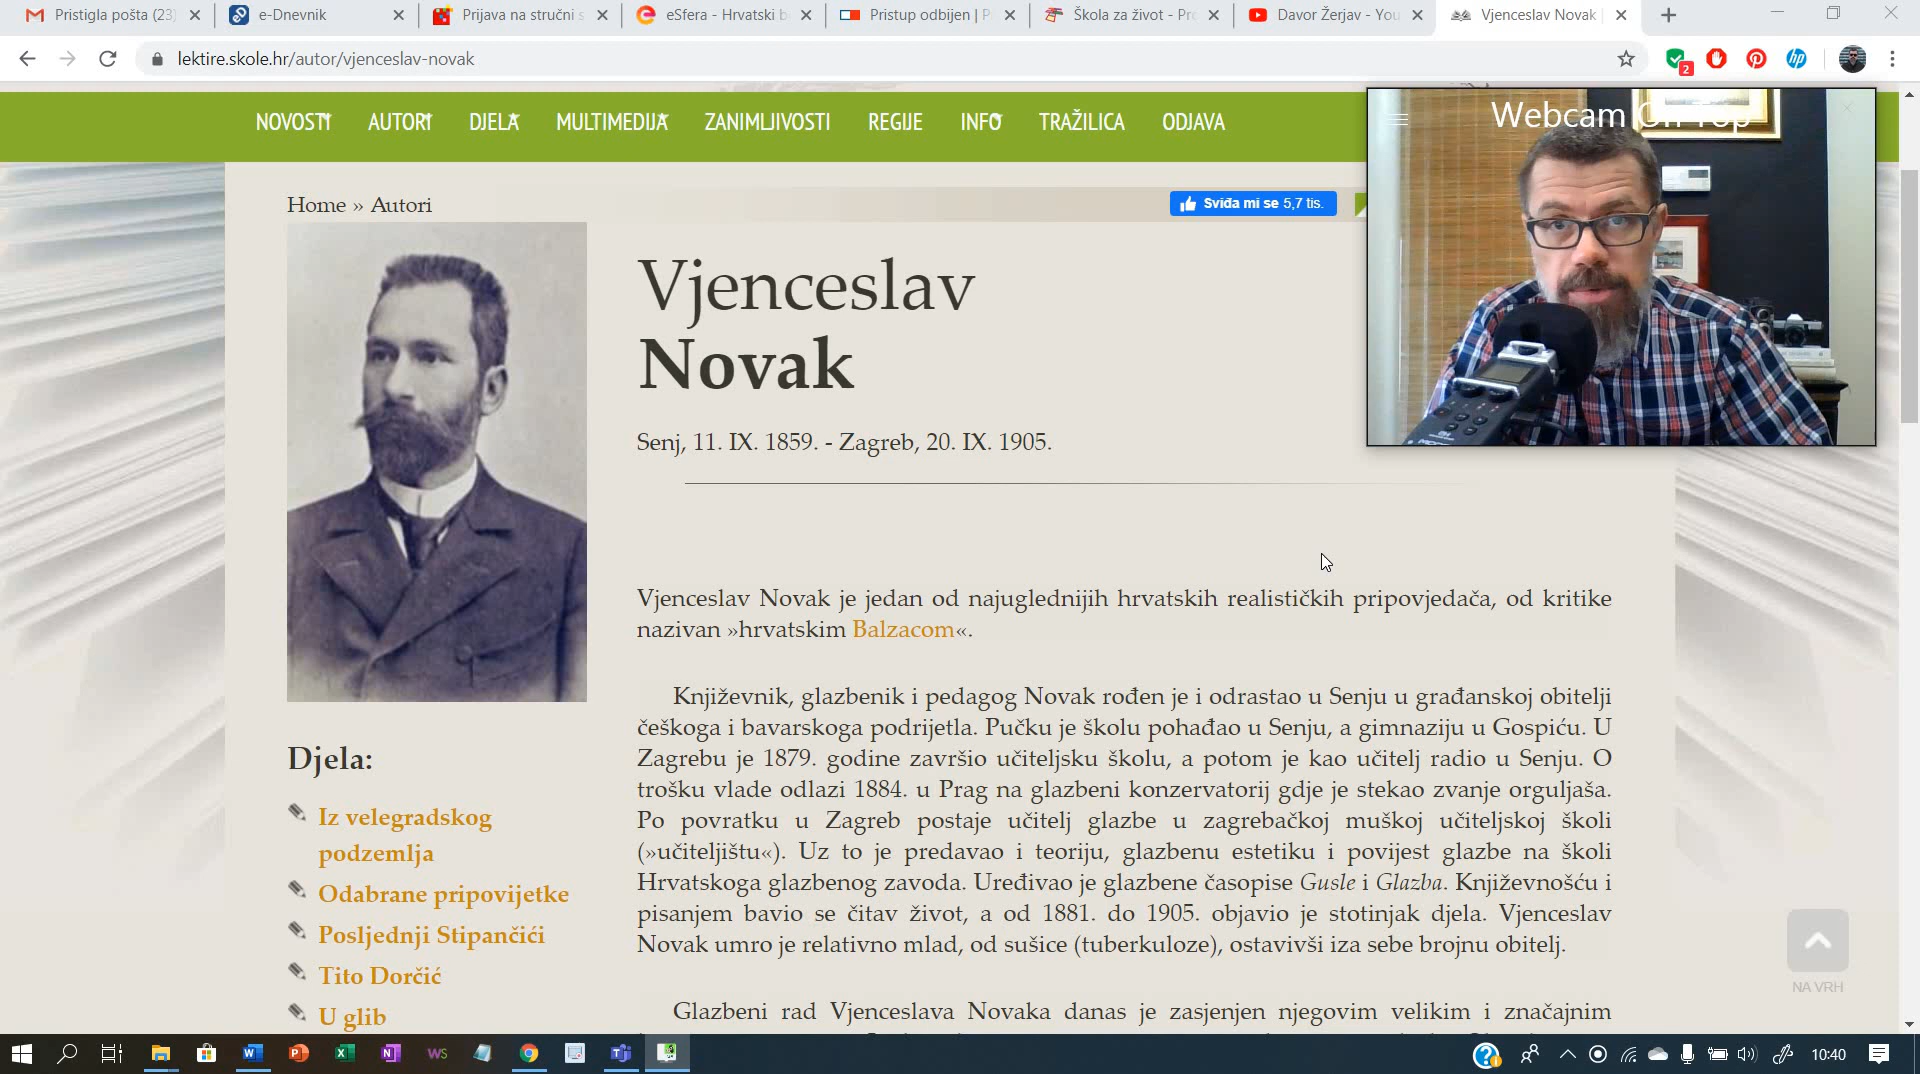 Pristigla pošta (23)
e-Dnevnik
Prijava na stručni s
eSfera - Hrvatski b
Pristup odbijen | P
Škola za život - Pr
Davor Žerjav - You
Vjenceslav Novak |
lektire.skole.hr/autor/vjenceslav-novak
2
hp
NOVOSTI AUTORI DJELA MULTIMEDIJA ZANIMLJIVOSTI REGIJE INFO TRAŽILICA ODJAVA
Webcam On Top
Home » Autori
Sviđa mi se 5,7 tis.
Vjenceslav
Novak
Senj, 11. IX. 1859. - Zagreb, 20. IX. 1905.
Vjenceslav Novak je jedan od najuglednijih hrvatskih realističkih pripovjedača, od kritike
nazivan »hrvatskim Balzacom«.
Književnik, glazbenik i pedagog Novak rođen je i odrastao u Senju u građanskoj obitelji
češkoga i bavarskoga podrijetla. Pučku je školu pohađao u Senju, a gimnaziju u Gospiću. U
Zagrebu je 1879. godine završio učiteljsku školu, a potom je kao učitelj radio u Senju. O
trošku vlade odlazi 1884. u Prag na glazbeni konzervatorij gdje je stekao zvanje orguljaša.
Po povratku u Zagreb postaje učitelj glazbe u zagrebačkoj muškoj učiteljskoj školi
(»učiteljištu«). Uz to je predavao i teoriju, glazbenu estetiku i povijest glazbe na školi
Hrvatskoga glazbenog zavoda. Uređivao je glazbene časopise Gusle i Glazba. Književnošću i
pisanjem bavio se čitav život, a od 1881. do 1905. objavio je stotinjak djela. Vjenceslav
Novak umro je relativno mlad, od sušice (tuberkuloze), ostavivši iza sebe brojnu obitelj.
Glazbeni rad Vjenceslava Novaka danas je zasjenjen njegovim velikim i značajnim
Djela:
Iz velegradskog
podzemlja
Odabrane pripovijetke
Posljednji Stipančići
Tito Dorčić
U glib
NA VRH
WS
10:40